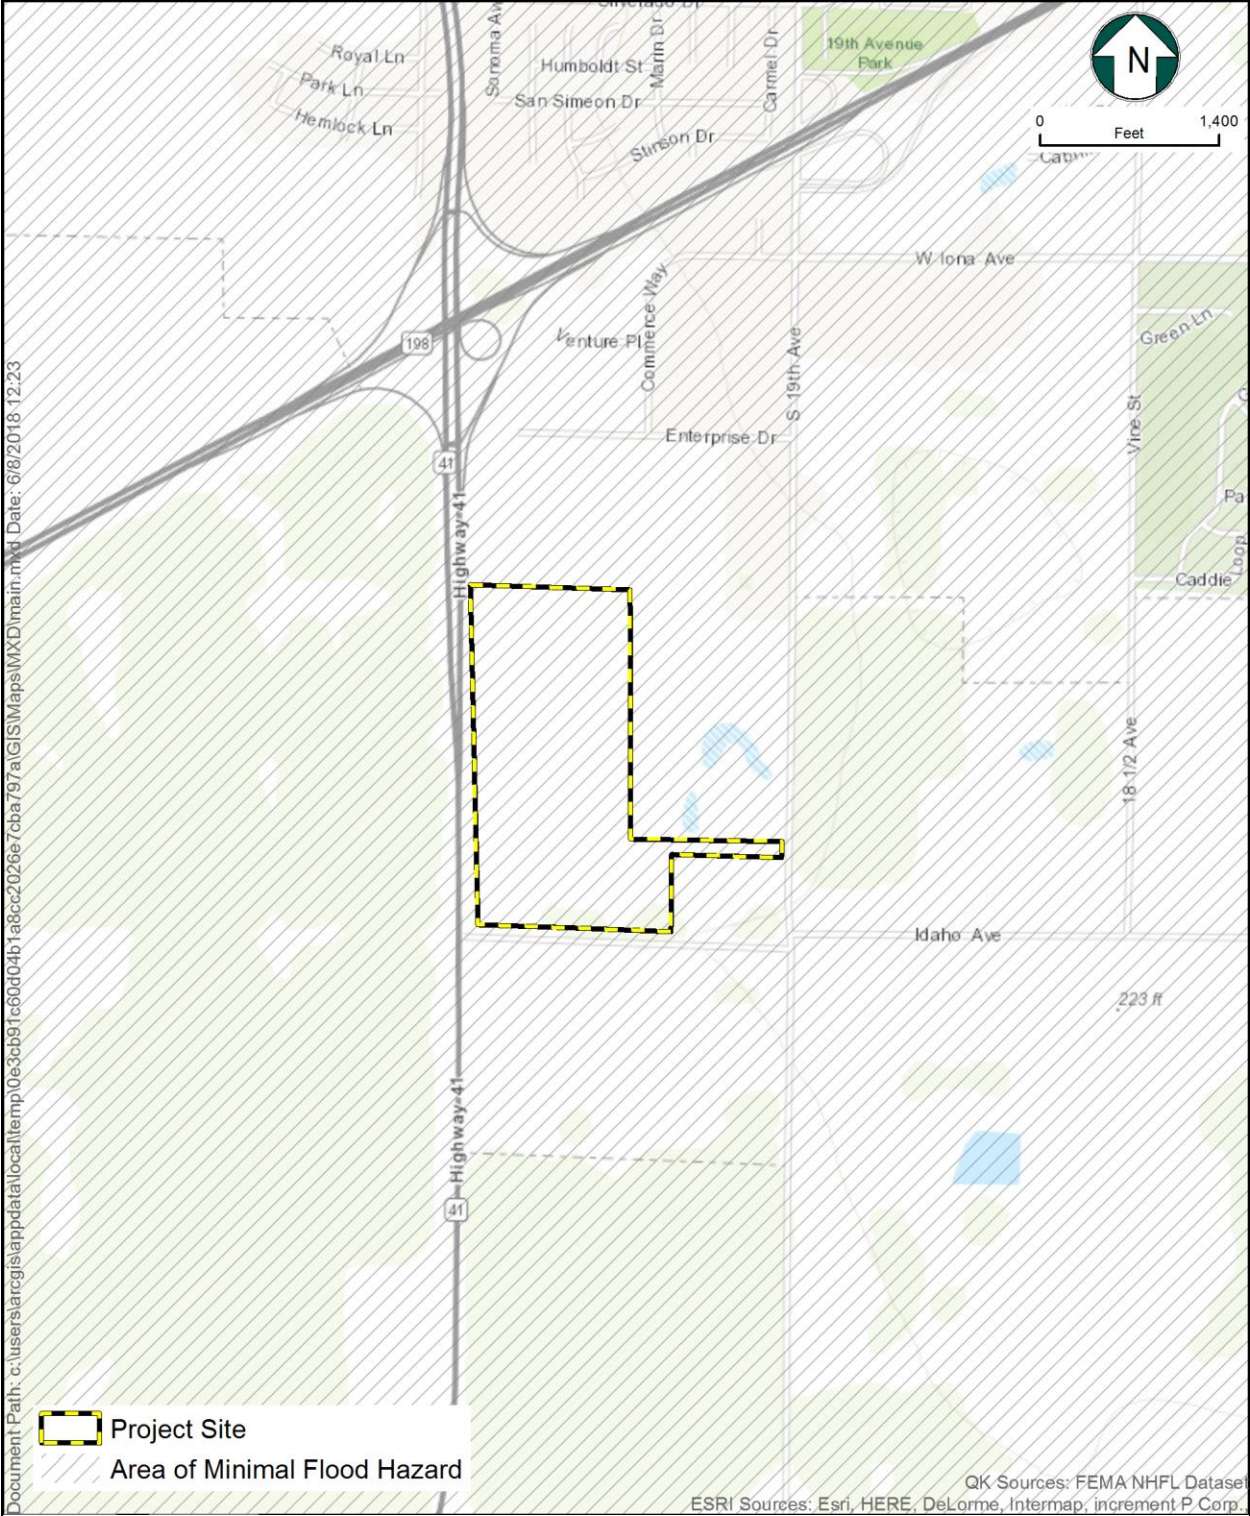 Silverado Dr
Royal Ln
Park Ln
Hemlock Ln
Sonoma Av
Humboldt St
Marin Dr
San Simeon Dr
Stinson Dr
Carmel Dr
19th Avenue
Park
N
0
1,400
Feet
W Iona Ave
Commerce Way
Venture Pl
Green Ln
198
S 19th Ave
Vine St
Enterprise Dr
41
Highway 41
Pa
Loop
Caddie
18 1/2 Ave
Idaho Ave
223 ft
Highway 41
41
Document Path: c:\users\arcgis\appdata\local\temp\0e3cb91c60d04b1a8cc2026e7cba797a\GIS\Maps\MXD\main.mxd Date: 6/8/2018 12:23
Project Site
Area of Minimal Flood Hazard
QK Sources: FEMA NHFL Dataset
ESRI Sources: Esri, HERE, DeLorme, Intermap, increment P Corp.,